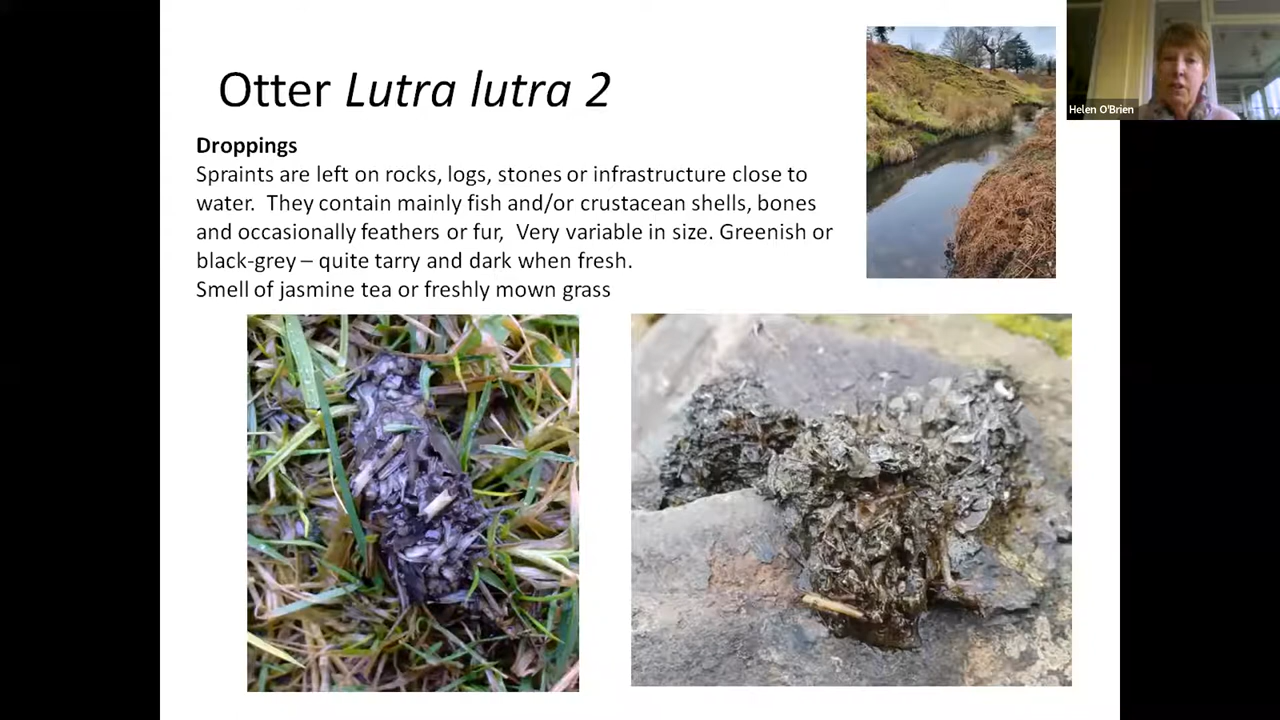 Otter Lutra lutra 2
Helen O'Brien
Droppings
Spraints are left on rocks, logs, stones or infrastructure close to
water.  They contain mainly fish and/or crustacean shells, bones
and occasionally feathers or fur,  Very variable in size. Greenish or
black-grey – quite tarry and dark when fresh.
Smell of jasmine tea or freshly mown grass